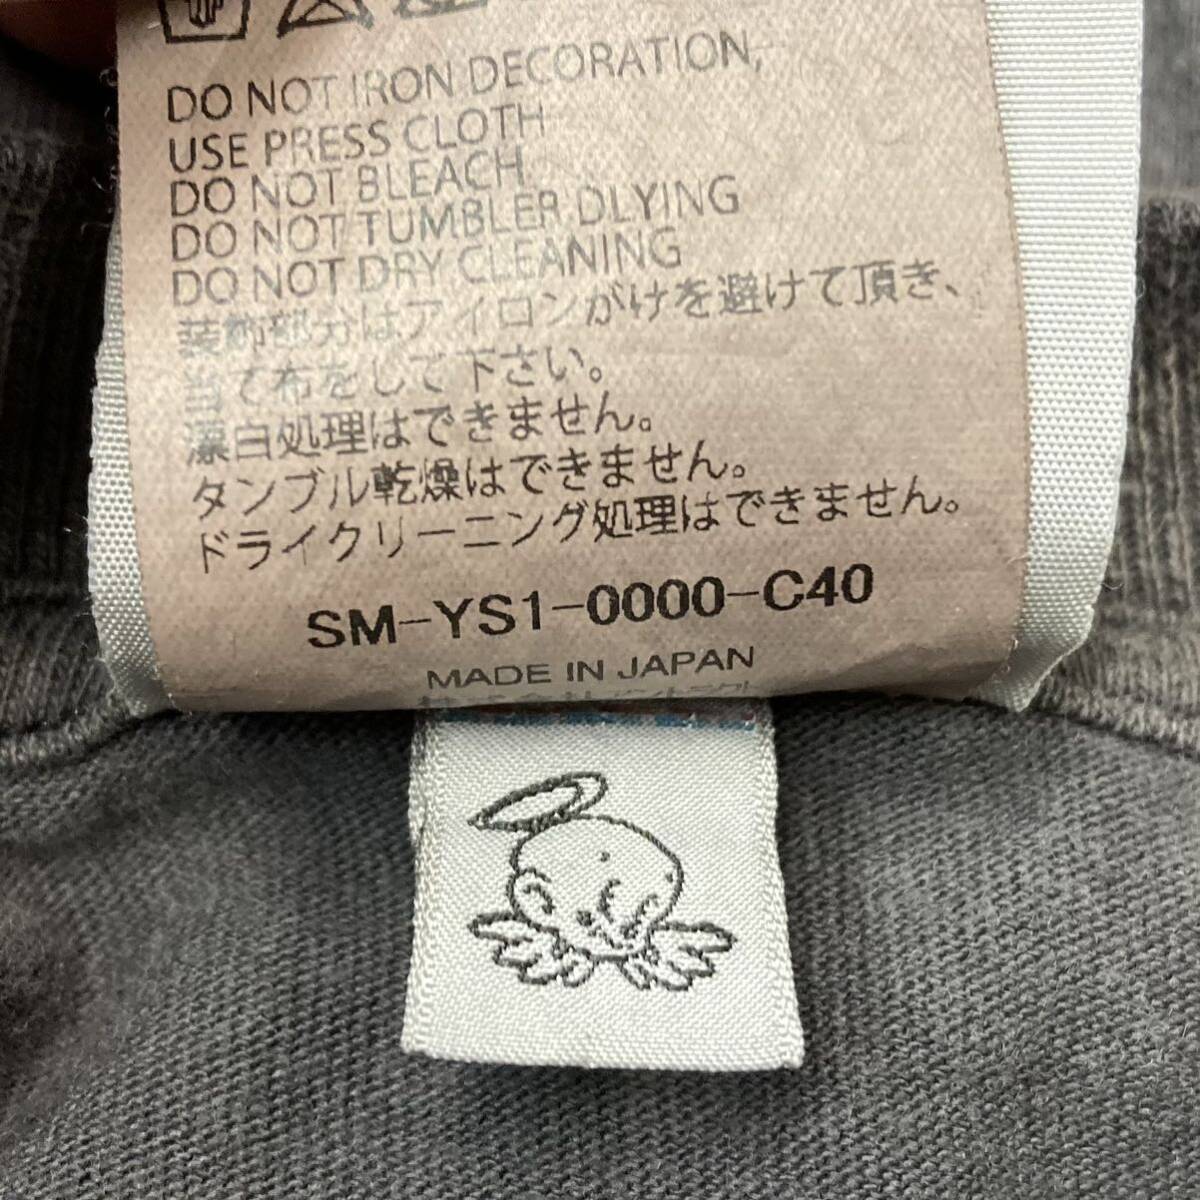 DO NOT IRON DECORATION,
USE PRESS CLOTH
DO NOT BLEACH
DO NOT TUMBLER DLYING
DO NOT DRY CLEANING
装飾部分はアイロンがけを避けて頂き、
当て布をして下さい。
漂白処理はできません。
タンブル乾燥はできません。
ドライクリーニング処理はできません。
SM-YS1-0000-C40
MADE IN JAPAN